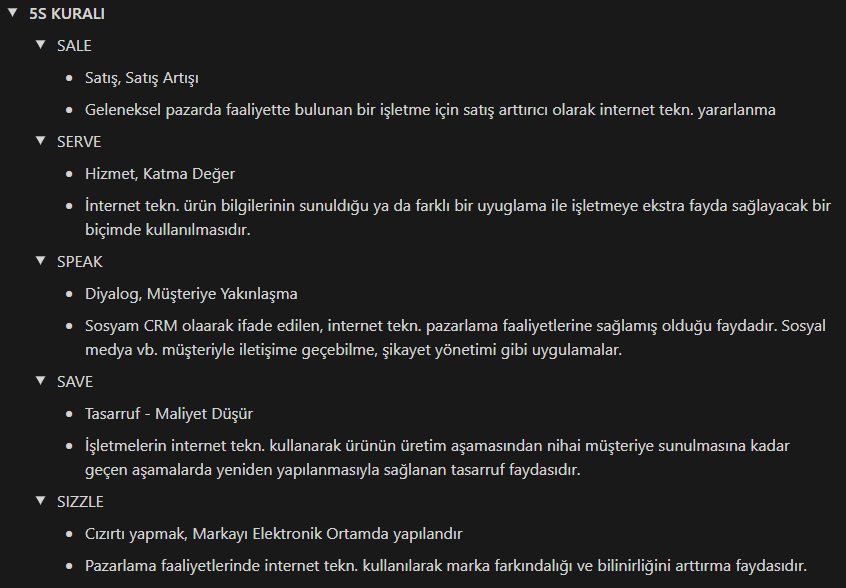 5S KURALI
SALE
Satış, Satış Artışı
Geleneksel pazarda faaliyette bulunan bir işletme için satış arttırıcı olarak internet tekn. yararlanma
SERVE
Hizmet, Katma Değer
İnternet tekn. ürün bilgilerinin sunuldığu ya da farklı bir uyuglama ile işletmeye ekstra fayda sağlayacak bir
biçimde kullanılmasıdır.
SPEAK
Diyalog, Müşteriye Yakınlaşma
Sosyam CRM olaarak ifade edilen, internet tekn. pazarlama faaliyetlerine sağlamış olduğu faydadır. Sosyal
medya vb. müşteriyle iletişime geçebilme, şikayet yönetimi gibi uygulamalar.
SAVE
Tasarruf - Maliyet Düşür
İşletmelerin internet tekn. kullanarak ürünün üretim aşamasından nihai müşteriye sunulmasına kadar
geçen aşamalarda yeniden yapılanmasıyla sağlanan tasarruf faydasıdır.
SIZZLE
Cızırtı yapmak, Markayı Elektronik Ortamda yapılandır
Pazarlama faaliyetlerinde internet tekn. kullanılarak marka farkındalığı ve bilinirliğini arttırma faydasıdır.